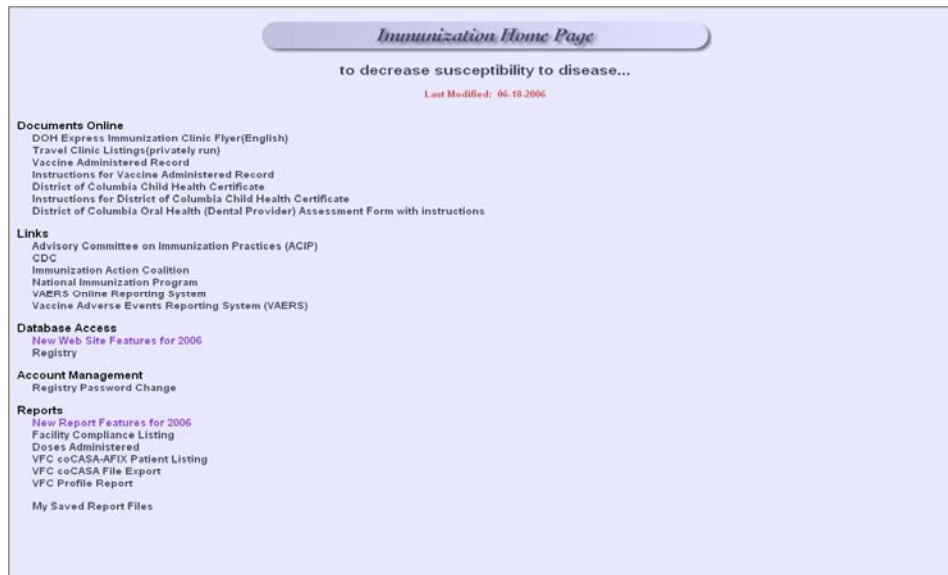 Immunization Home Page
to decrease susceptibility to disease...
Last Modified: 06-18-2006
Documents Online
DOH Express Immunization Clinic Flyer(English)
Travel Clinic Listings(privately run)
Vaccine Administered Record
Instructions for Vaccine Administered Record
District of Columbia Child Health Certificate
Instructions for District of Columbia Child Health Certificate
District of Columbia Oral Health (Dental Provider) Assessment Form with instructions
Links
Advisory Committee on Immunization Practices (ACIP)
CDC
Immunization Action Coalition
National Immunization Program
VAERS Online Reporting System
Vaccine Adverse Events Reporting System (VAERS)
Database Access
New Web Site Features for 2006
Registry
Account Management
Registry Password Change
Reports
New Report Features for 2006
Facility Compliance Listing
Doses Administered
VFC coCASA-AFIX Patient Listing
VFC coCASA File Export
VFC Profile Report
My Saved Report Files